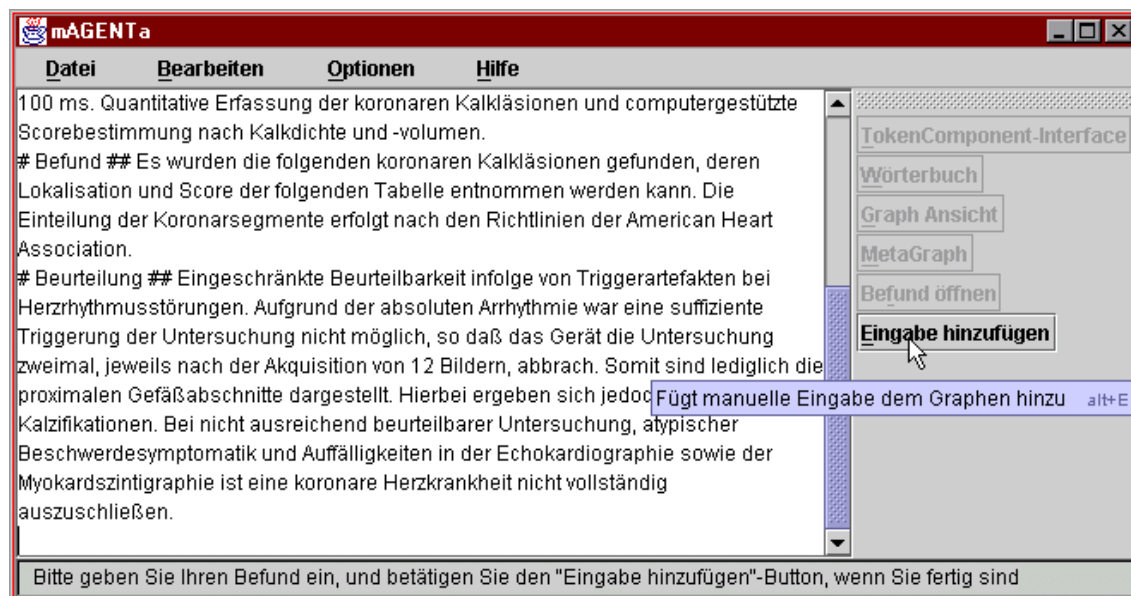 mAGENTa
Datei Bearbeiten Optionen Hilfe
100 ms. Quantitative Erfassung der koronaren Kalkläsionen und computergestützte
Scorebestimmung nach Kalkdichte und -volumen.
# Befund ## Es wurden die folgenden koronaren Kalkläsionen gefunden, deren
Lokalisation und Score der folgenden Tabelle entnommen werden kann. Die
Einteilung der Koronarsegmente erfolgt nach den Richtlinien der American Heart
Association.
# Beurteilung ## Eingeschränkte Beurteilbarkeit infolge von Triggerartefakten bei
Herzrhythmusstörungen. Aufgrund der absoluten Arrhythmie war eine suffiziente
Triggerung der Untersuchung nicht möglich, so daß das Gerät die Untersuchung
zweimal, jeweils nach der Akquisition von 12 Bildern, abbrach. Somit sind lediglich die
proximalen Gefäßabschnitte dargestellt. Hierbei ergeben sich
Kalzifikationen. Bei nicht ausreichend beurteilbarer Untersuchung, atypischer
Beschwerdesymptomatik und Auffälligkeiten in der Echokardiographie sowie der
Myokardszintigraphie ist eine koronare Herzkrankheit nicht vollständig
auszuschließen.
TokenComponent-Interface
Wörterbuch
Graph Ansicht
MetaGraph
Befund öffnen
Eingabe hinzufügen
Fügt manuelle Eingabe dem Graphen hinzu alt+E
Bitte geben Sie Ihren Befund ein, und betätigen Sie den "Eingabe hinzufügen"-Button, wenn Sie fertig sind